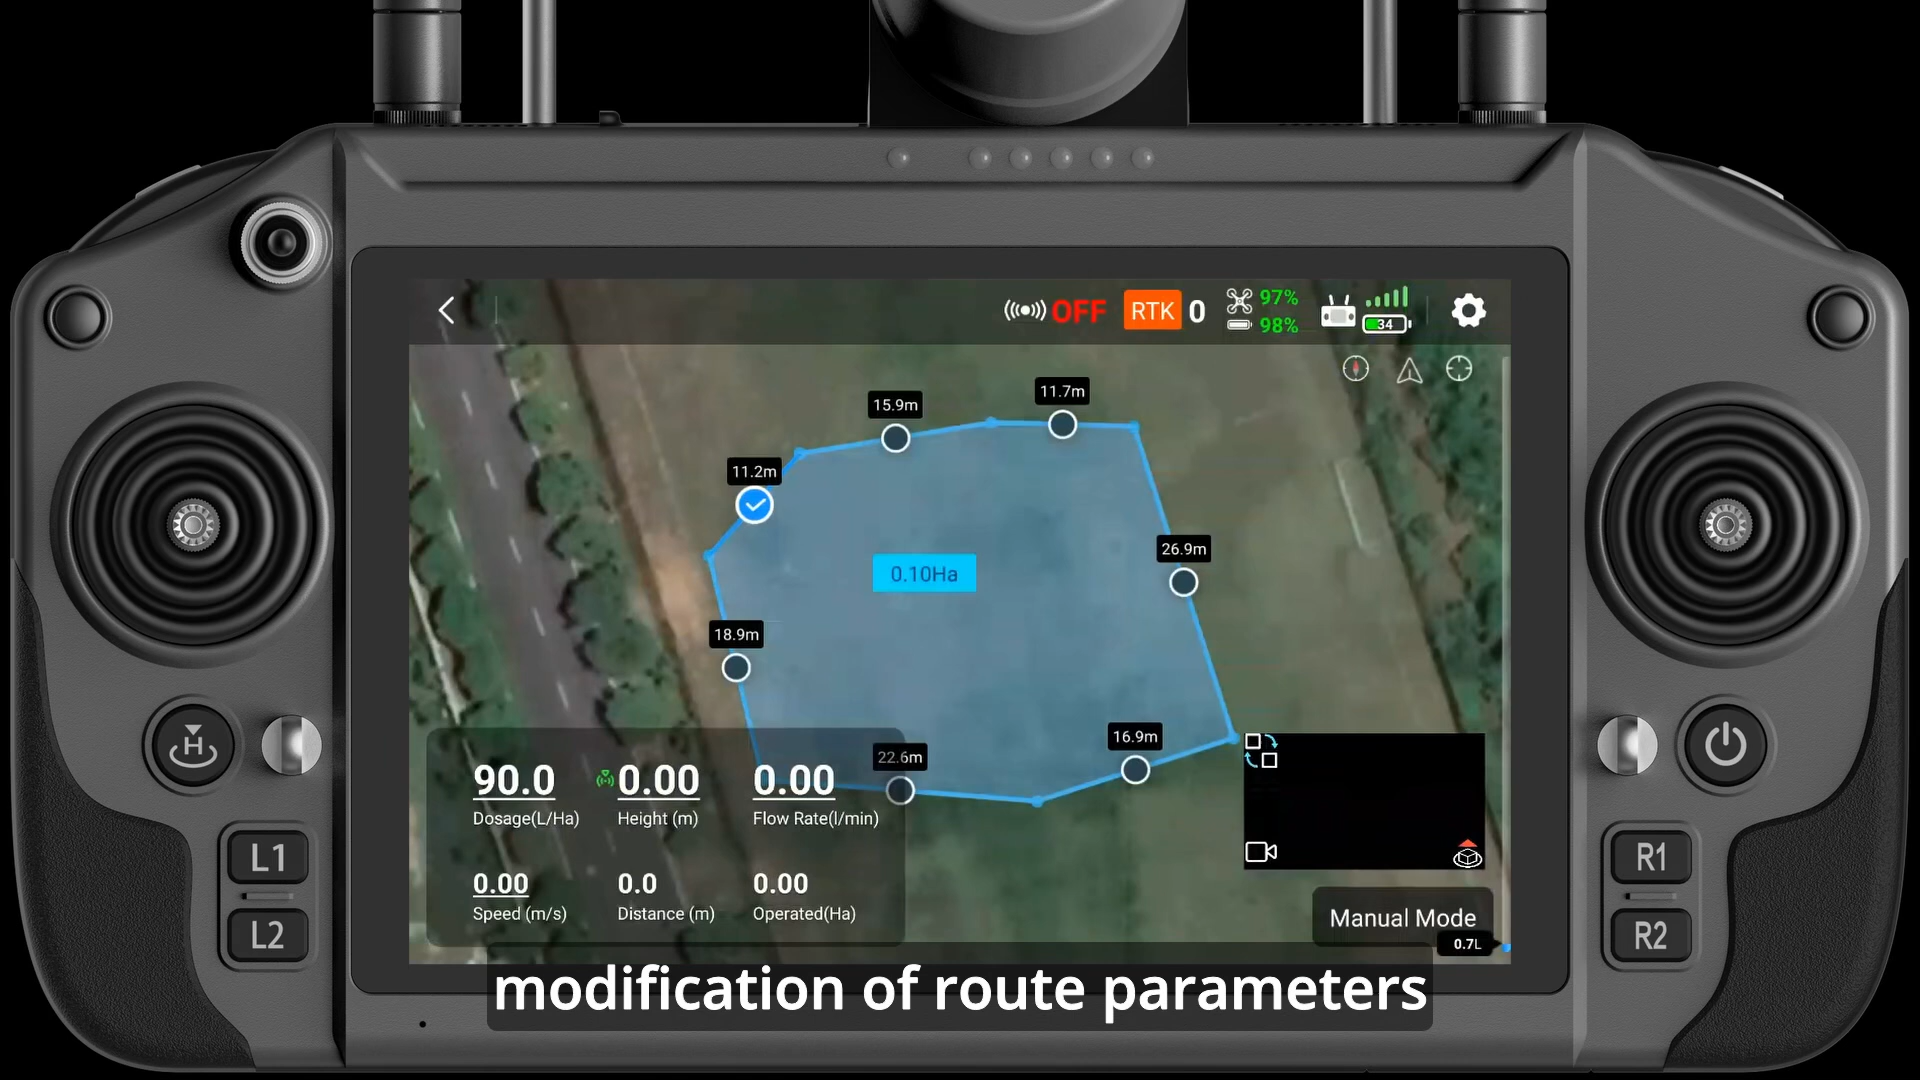 OFF RTK 0 97%
98% 34
15.9m
11.7m
11.2m
26.9m
0.10Ha
18.9m
16.9m
22.6m
90.0 0.00 0.00
Dosage(L/Ha) Height (m) Flow Rate(l/min)
0.00 0.0 0.00
Speed (m/s) Distance (m) Operated(Ha)
Manual Mode
0.7L
H
L1
L2
R1
R2
modification of route parameters